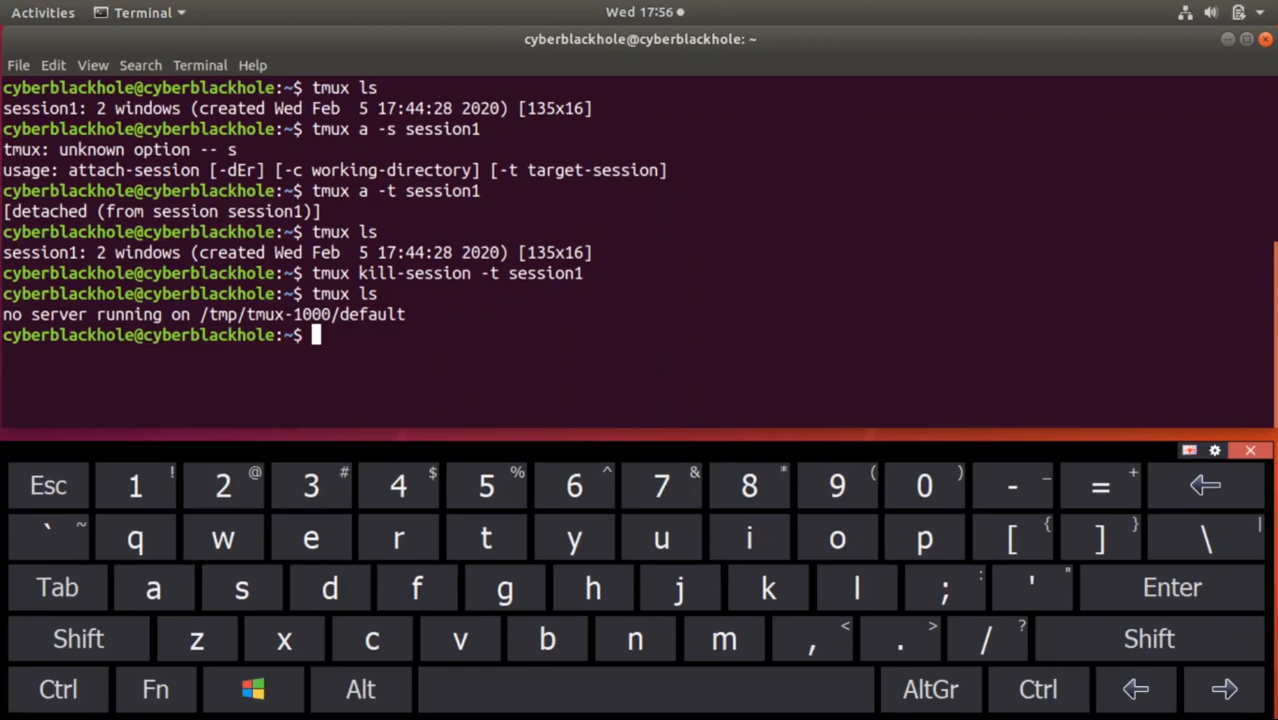 Activities Terminal Wed 17:56
cyberblackhole@cyberblackhole: ~
File Edit View Search Terminal Help
cyberblackhole@cyberblackhole:~$ tmux ls
session1: 2 windows (created Wed Feb  5 17:44:28 2020) [135x16]
cyberblackhole@cyberblackhole:~$ tmux a -s session1
tmux: unknown option -- s
usage: attach-session [-dEr] [-c working-directory] [-t target-session]
cyberblackhole@cyberblackhole:~$ tmux a -t session1
[detached (from session session1)]
cyberblackhole@cyberblackhole:~$ tmux ls
session1: 2 windows (created Wed Feb  5 17:44:28 2020) [135x16]
cyberblackhole@cyberblackhole:~$ tmux kill-session -t session1
cyberblackhole@cyberblackhole:~$ tmux ls
no server running on /tmp/tmux-1000/default
cyberblackhole@cyberblackhole:~$
Esc 1 ! 2 @ 3 # 4 $ 5 % 6 ^ 7 & 8 * 9 ( 0 ) - _ = +
` ~ q w e r t y u i o p [ { ] } \ |
Tab a s d f g h j k l ; : ' " Enter
Shift z x c v b n m , < . > / ? Shift
Ctrl Fn Alt AltGr Ctrl